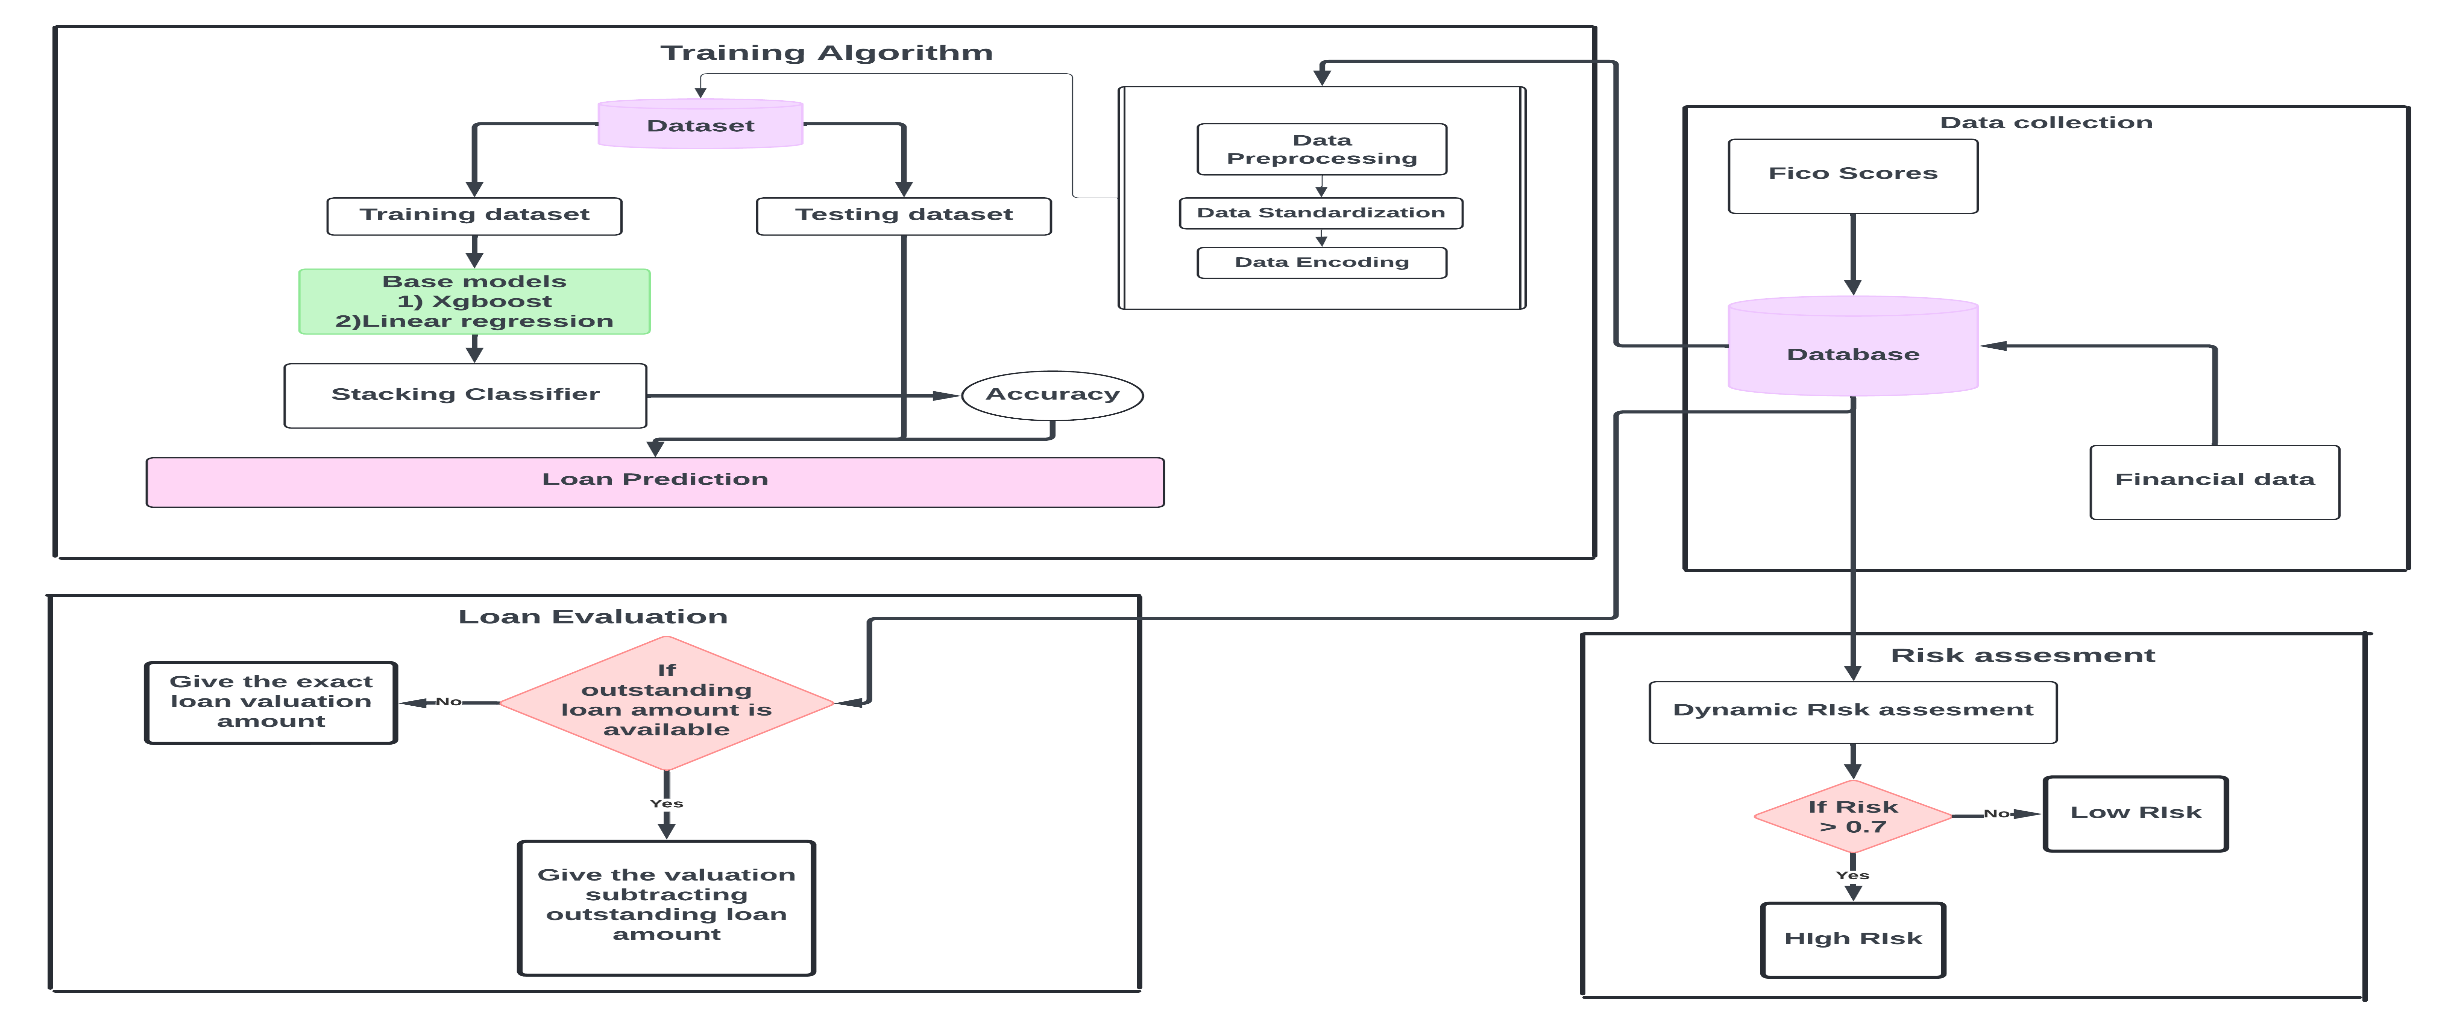 Training Algorithm
Dataset
Training dataset
Testing dataset
Base models
1) Xgboost
2)Linear regression
Stacking Classifier
Accuracy
Loan Prediction
Data
Preprocessing
Data Standardization
Data Encoding
Data collection
Fico Scores
Database
Financial data
Loan Evaluation
If
outstanding
loan amount is
available
No
Give the exact
loan valuation
amount
Yes
Give the valuation
subtracting
outstanding loan
amount
Risk assesment
Dynamic RIsk assesment
If Risk
> 0.7
No
Low RIsk
Yes
HIgh RIsk